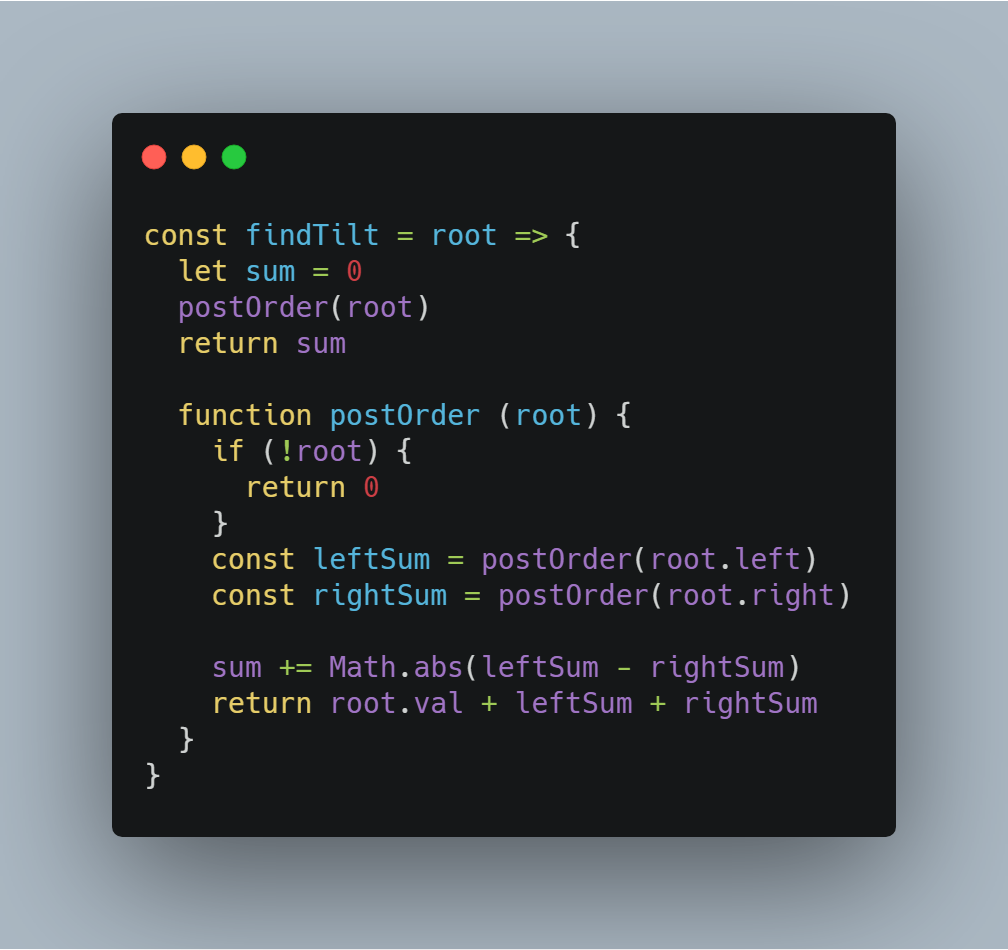 const findTilt = root => {
  let sum = 0
  postOrder(root)
  return sum

  function postOrder (root) {
    if (!root) {
      return 0
    }
    const leftSum = postOrder(root.left)
    const rightSum = postOrder(root.right)

    sum += Math.abs(leftSum - rightSum)
    return root.val + leftSum + rightSum
  }
}